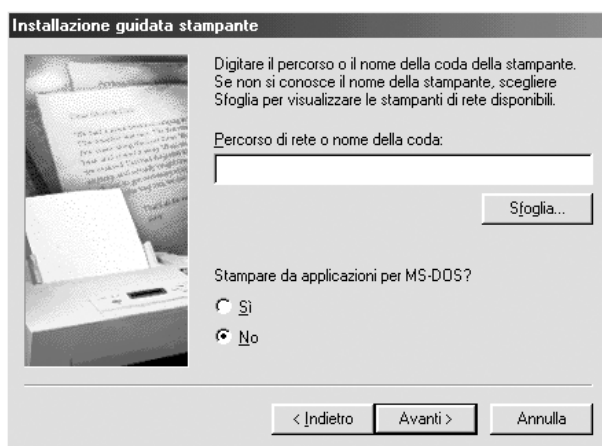 Installazione guidata stampante
Digitare il percorso o il nome della coda della stampante.
Se non si conosce il nome della stampante, scegliere
Sfoglia per visualizzare le stampanti di rete disponibili.
Percorso di rete o nome della coda:
Sfoglia...
Stampare da applicazioni per MS-DOS?
Sì
No
< Indietro
Avanti >
Annulla